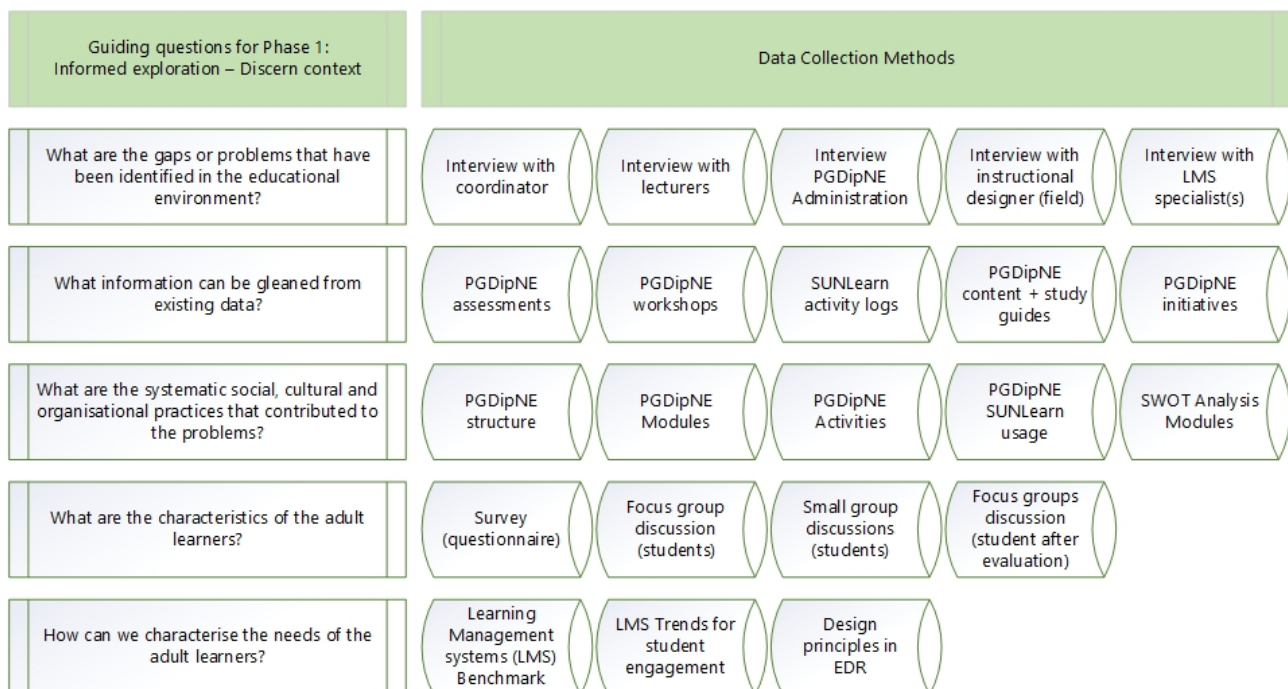 Guiding questions for Phase 1:
Informed exploration – Discern context
Data Collection Methods
What are the gaps or problems that have
been identified in the educational
environment?
Interview with
coordinator
Interview with
lecturers
Interview
PGDipNE
Administration
Interview with
instructional
designer (field)
Interview with
LMS
specialist(s)
What information can be gleaned from
existing data?
PGDipNE
assessments
PGDipNE
workshops
SUNLearn
activity logs
PGDipNE
content + study
guides
PGDipNE
initiatives
What are the systematic social, cultural and
organisational practices that contributed to
the problems?
PGDipNE
structure
PGDipNE
Modules
PGDipNE
Activities
PGDipNE
SUNLearn
usage
SWOT Analysis
Modules
What are the characteristics of the adult
learners?
Survey
(questionnaire)
Focus group
discussion
(students)
Small group
discussions
(students)
Focus groups
discussion
(student after
evaluation)
How can we characterise the needs of the
adult learners?
Learning
Management
systems (LMS)
Benchmark
LMS Trends for
student
engagement
Design
principles in
EDR